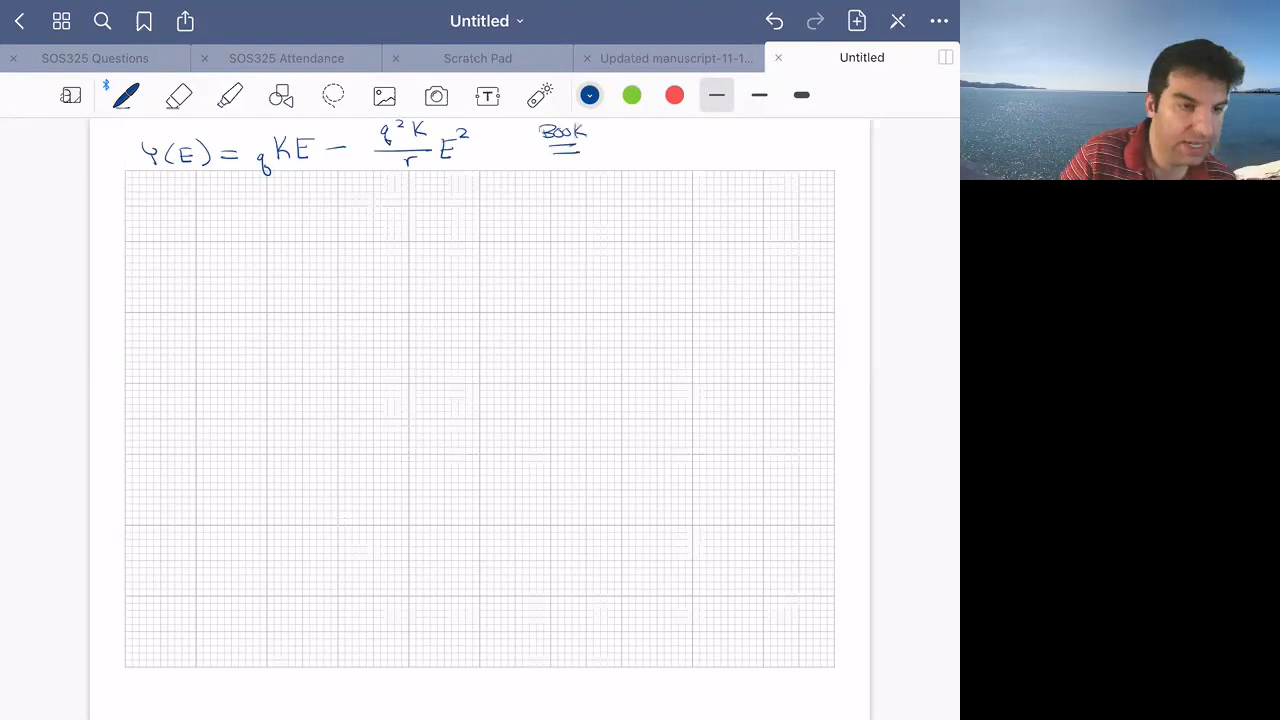 Untitled
SOS325 Questions
SOS325 Attendance
Scratch Pad
Updated manuscript-11-1...
Untitled
Y(E) = qKE - q²K/r E² Book